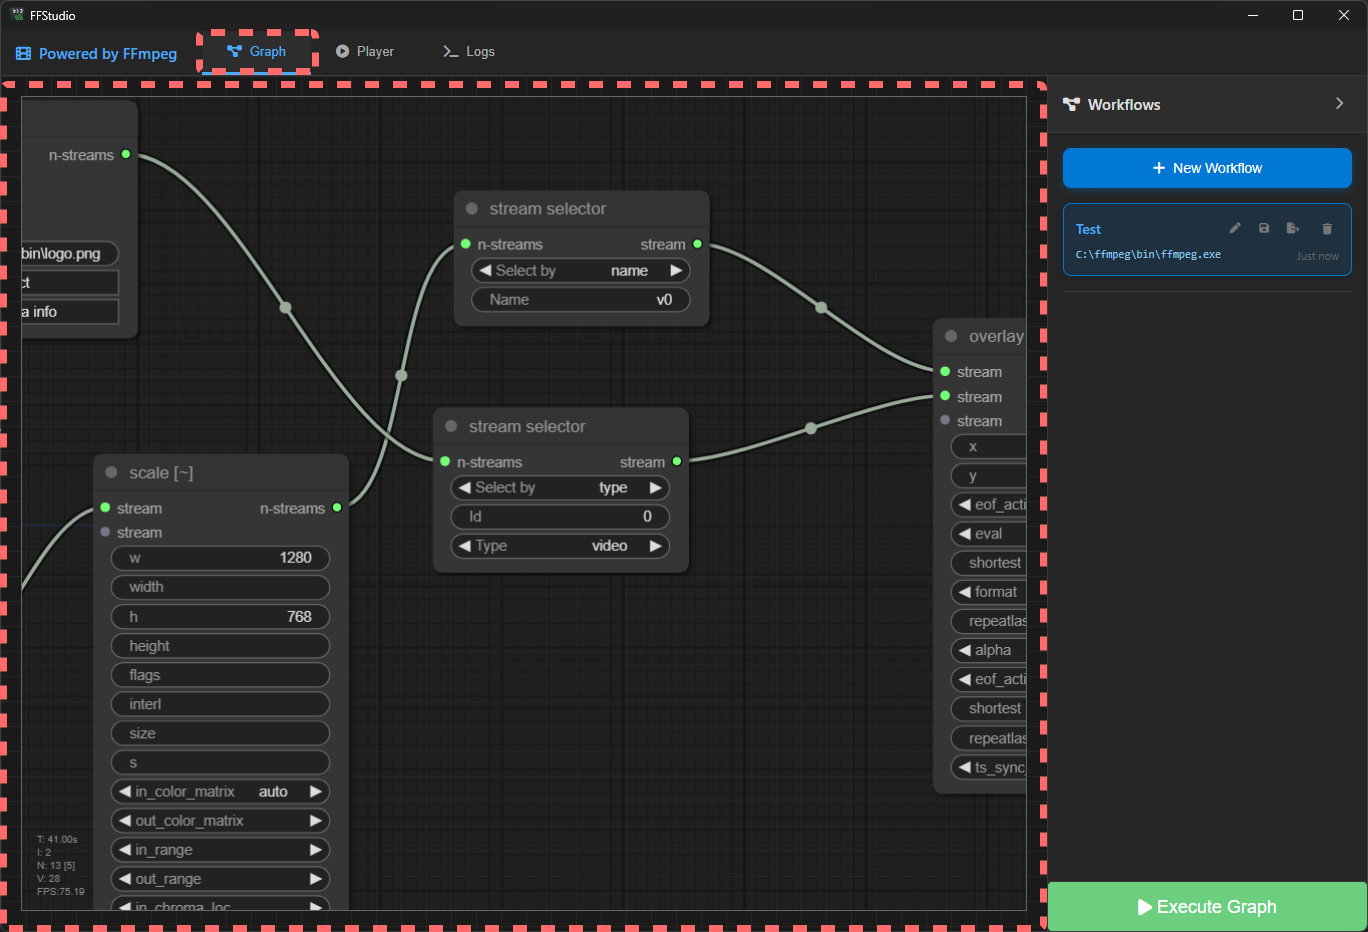 FFStudio
Powered by FFmpeg
Graph
Player
Logs
n-streams
bin\logo.png
ct
a info
stream selector
n-streams stream
Select by name
Name v0
stream selector
n-streams stream
Select by type
Id 0
Type video
scale [~]
stream n-streams
stream
w 1280
width
h 768
height
flags
interl
size
s
in_color_matrix auto
out_color_matrix
in_range
out_range
in_chroma_loc
overlay
stream
stream
stream
x
y
eof_acti
eval
shortest
format
repeatlas
alpha
eof_acti
shortest
repeatlas
ts_sync_
T: 41.00s
I: 2
N: 13 [5]
V: 28
FPS:75.19
Workflows
+ New Workflow
Test
C:\ffmpeg\bin\ffmpeg.exe
Just now
Execute Graph